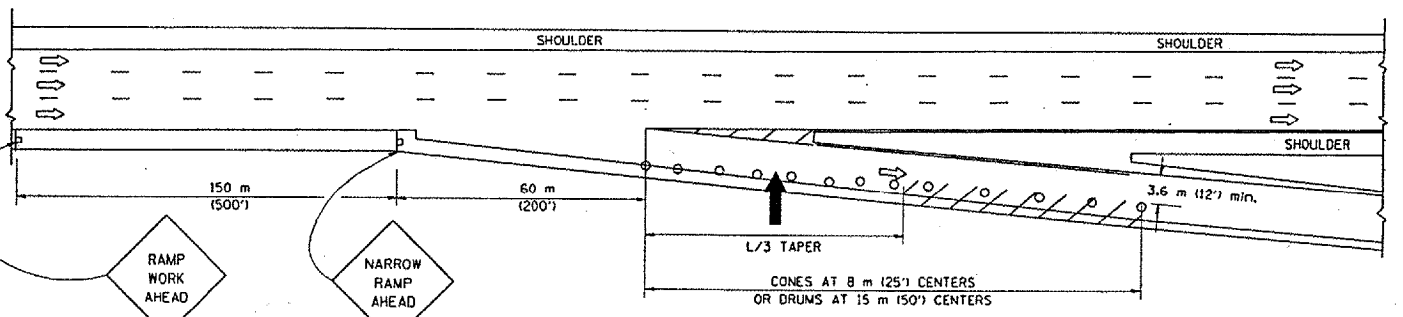 SHOULDER
SHOULDER
SHOULDER
150 m
(500')
60 m
(200')
3.6 m (12') min.
L/3 TAPER
RAMP
WORK
AHEAD
NARROW
RAMP
AHEAD
CONES AT 8 m (25') CENTERS
OR DRUMS AT 15 m (50') CENTERS